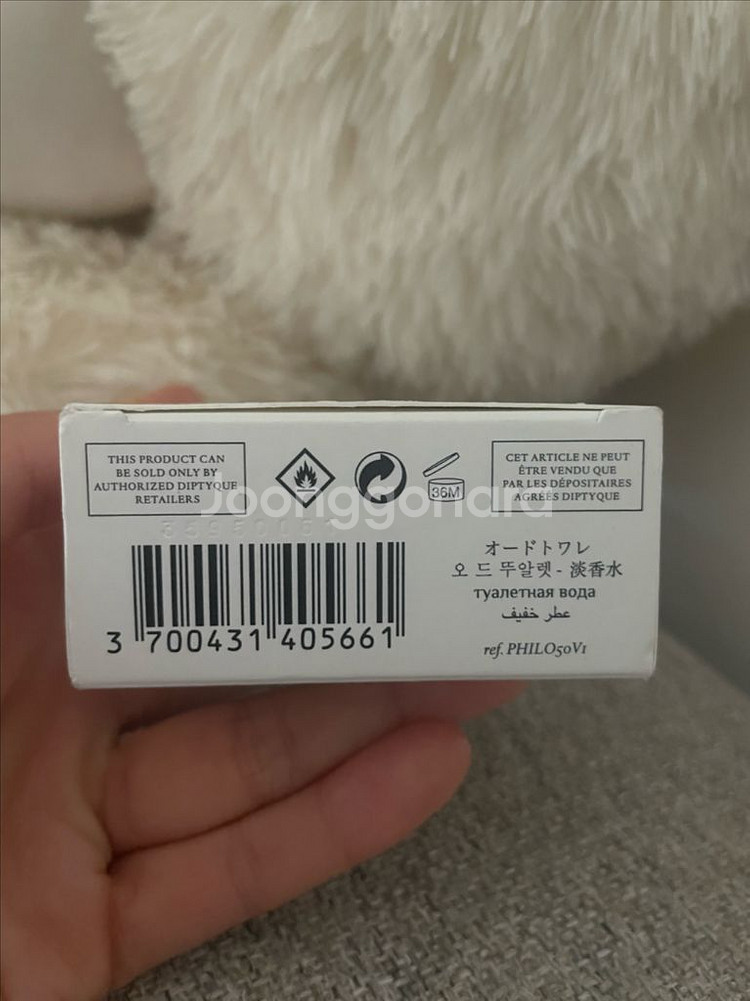 THIS PRODUCT CAN
BE SOLD ONLY BY
AUTHORIZED DIPTYQUE
RETAILERS
36M
CET ARTICLE NE PEUT
ÊTRE VENDU QUE
PAR LES DÉPOSITAIRES
AGRÉÉS DIPTYQUE
Joonggonara
3 700431 405661
オードトワレ
오 드 뚜알렛 - 淡香水
туалетная вода
عطر خفيف
ref. PHILO50V1